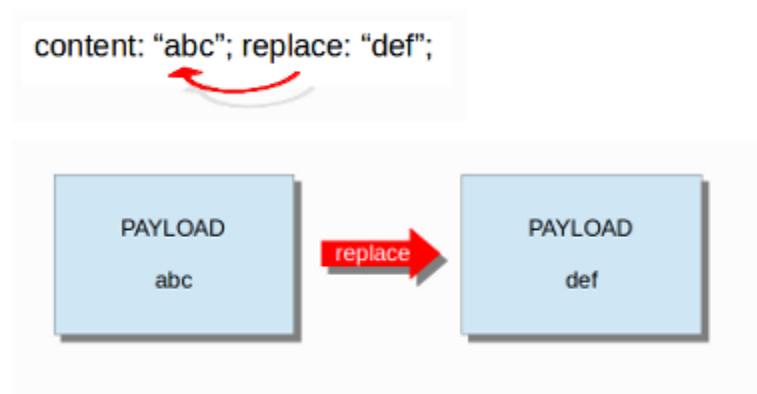 content: “abc”; replace: “def”;
PAYLOAD
abc
replace
PAYLOAD
def